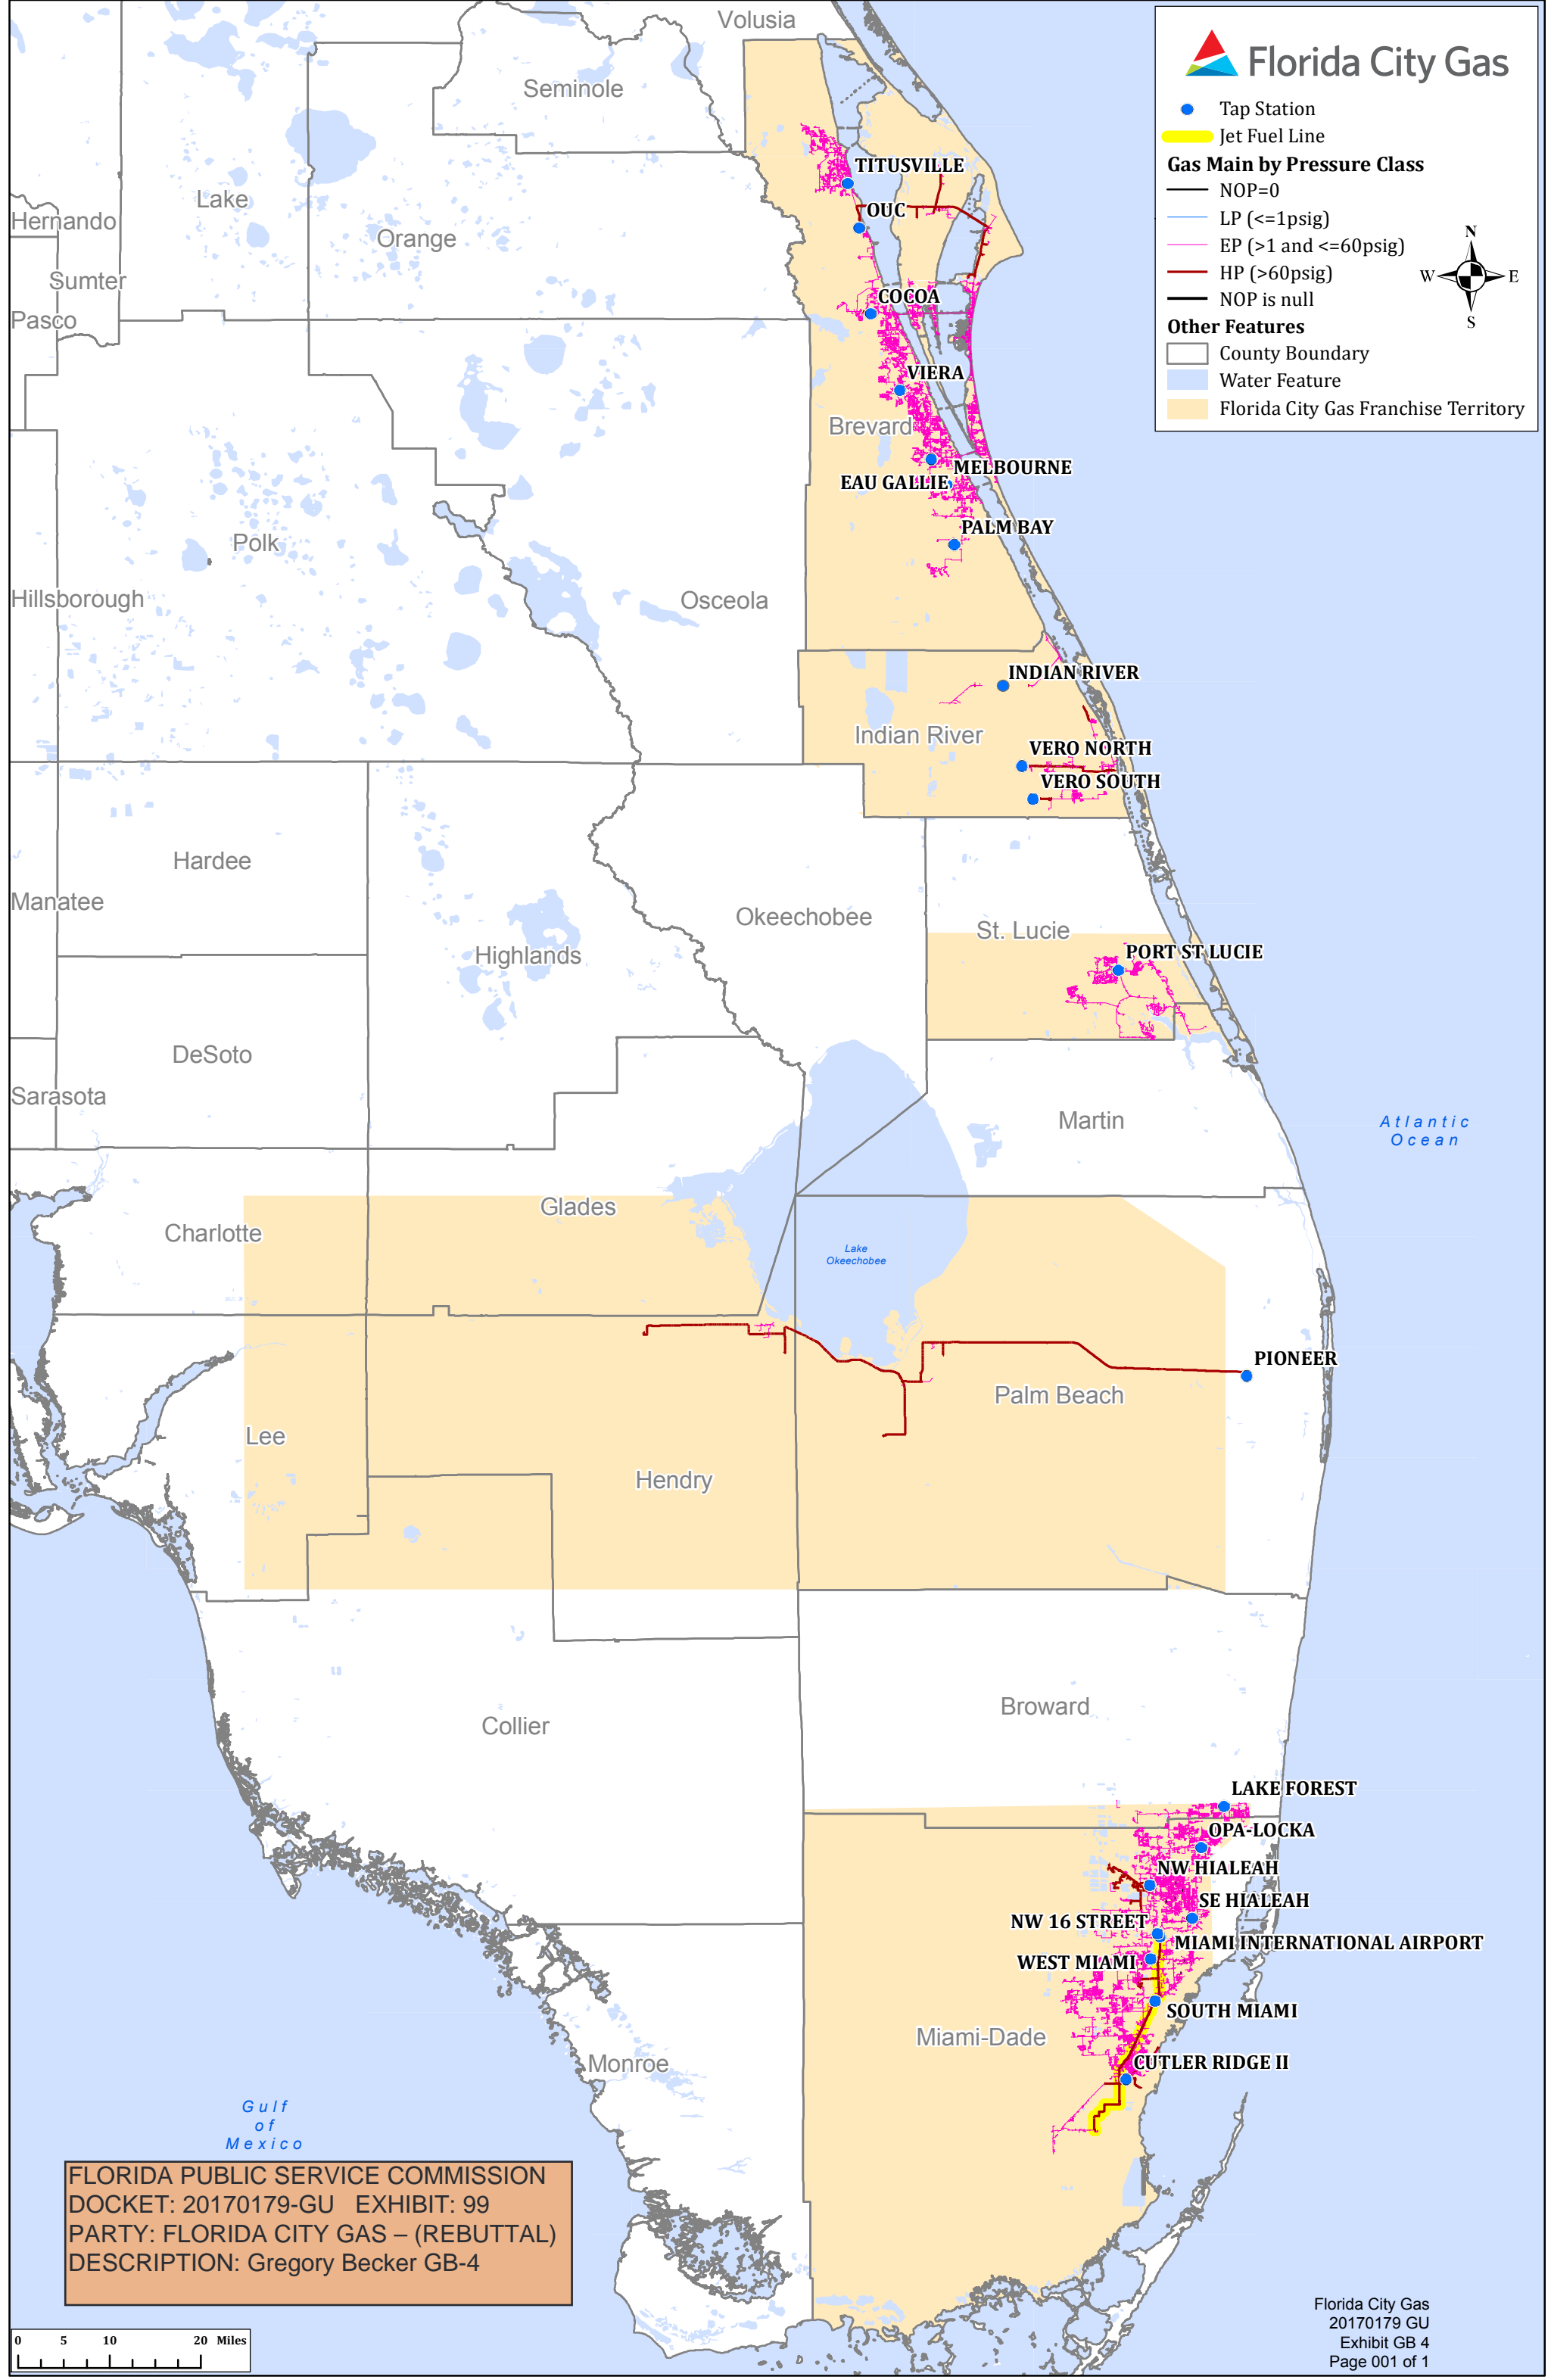 Volusia
Florida City Gas
Tap Station
Jet Fuel Line
Gas Main by Pressure Class
NOP=0
LP (<=1psig)
EP (>1 and <=60psig)
HP (>60psig)
NOP is null
Other Features
County Boundary
Water Feature
Florida City Gas Franchise Territory
N
W
E
S
Seminole
TITUSVILLE
Lake
OUC
Hernando
Orange
Sumter
COCOA
Pasco
VIERA
Brevard
MELBOURNE
EAU GALLIE
PALM BAY
Polk
Hillsborough
Osceola
INDIAN RIVER
Indian River
VERO NORTH
VERO SOUTH
Hardee
Manatee
Okeechobee
St. Lucie
Highlands
PORT ST LUCIE
DeSoto
Sarasota
Martin
Atlantic
Ocean
Glades
Charlotte
Lake
Okeechobee
PIONEER
Palm Beach
Lee
Hendry
Broward
Collier
LAKE FOREST
OPA-LOCKA
NW HIALEAH
SE HIALEAH
NW 16 STREET
MIAMI INTERNATIONAL AIRPORT
WEST MIAMI
SOUTH MIAMI
Miami-Dade
CUTLER RIDGE II
Monroe
Gulf
of
Mexico
FLORIDA PUBLIC SERVICE COMMISSION
DOCKET: 20170179-GU EXHIBIT: 99
PARTY: FLORIDA CITY GAS – (REBUTTAL)
DESCRIPTION: Gregory Becker GB-4
0 5 10 20 Miles
Florida City Gas
20170179 GU
Exhibit GB 4
Page 001 of 1